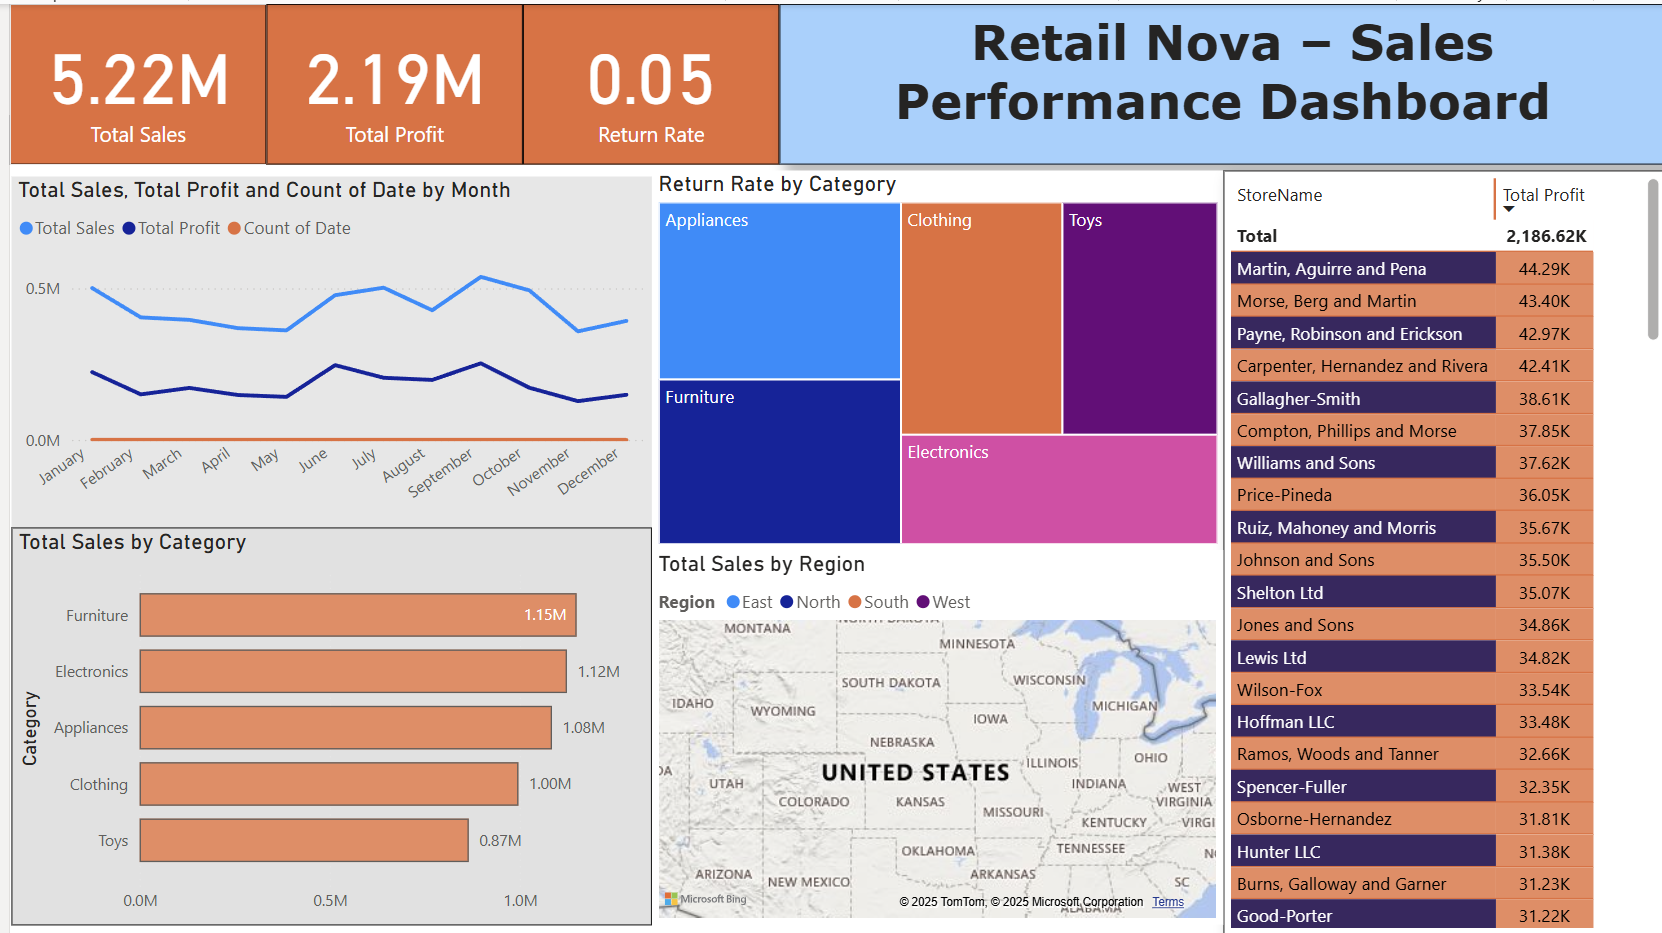 5.22M
Total Sales
2.19M
Total Profit
0.05
Return Rate
Retail Nova – Sales
Performance Dashboard
Total Sales, Total Profit and Count of Date by Month
Total Sales
Total Profit
Count of Date
0.5M
0.0M
January
February
March
April
May
June
July
August
September
October
November
December
Total Sales by Category
Category
Furniture
1.15M
Electronics
1.12M
Appliances
1.08M
Clothing
1.00M
Toys
0.87M
0.0M
0.5M
1.0M
Return Rate by Category
Appliances
Clothing
Toys
Furniture
Electronics
Total Sales by Region
Region
East
North
South
West
MONTANA
NORTH DAKOTA
MINNESOTA
SOUTH DAKOTA
WISCONSIN
IDAHO
WYOMING
MICHIGAN
IOWA
NEBRASKA
DA
UTAH
UNITED STATES
ILLINOIS
OHIO
INDIANA
WEST
VIRGINIA
COLORADO
KANSAS
MISSOURI
KENTUCKY
VIRGI
OKLAHOMA
TENNESSEE
N
ARIZONA
NEW MEXICO
ARKANSAS
SC
ALABAMA
Microsoft Bing
© 2025 TomTom, © 2025 Microsoft Corporation Terms
StoreName Total Profit
Total 2,186.62K
Martin, Aguirre and Pena 44.29K
Morse, Berg and Martin 43.40K
Payne, Robinson and Erickson 42.97K
Carpenter, Hernandez and Rivera 42.41K
Gallagher-Smith 38.61K
Compton, Phillips and Morse 37.85K
Williams and Sons 37.62K
Price-Pineda 36.05K
Ruiz, Mahoney and Morris 35.67K
Johnson and Sons 35.50K
Shelton Ltd 35.07K
Jones and Sons 34.86K
Lewis Ltd 34.82K
Wilson-Fox 33.54K
Hoffman LLC 33.48K
Ramos, Woods and Tanner 32.66K
Spencer-Fuller 32.35K
Osborne-Hernandez 31.81K
Hunter LLC 31.38K
Burns, Galloway and Garner 31.23K
Good-Porter 31.22K